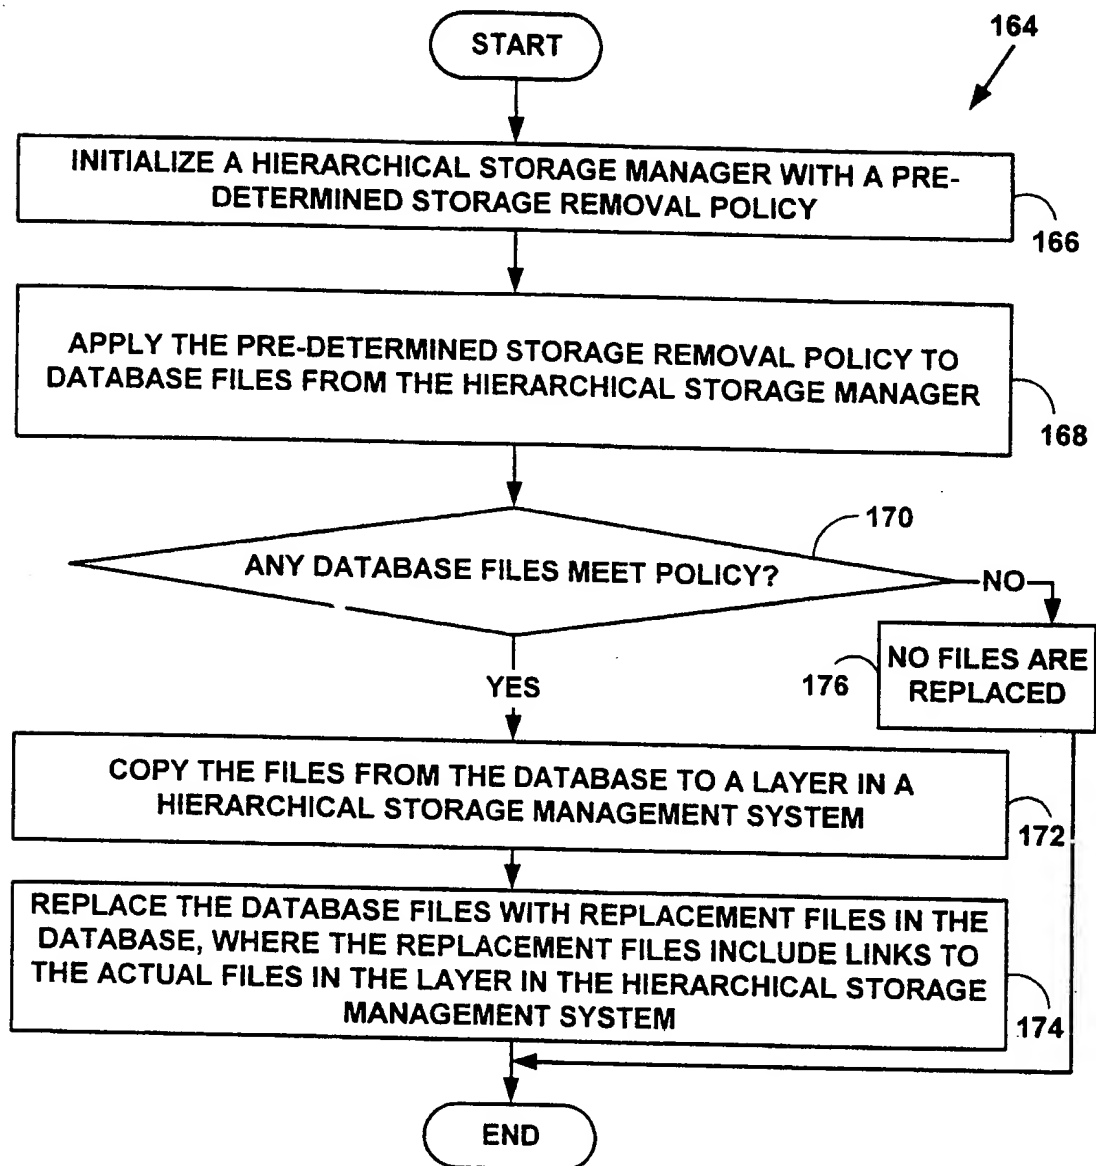 START
164
INITIALIZE A HIERARCHICAL STORAGE MANAGER WITH A PRE-
DETERMINED STORAGE REMOVAL POLICY
166
APPLY THE PRE-DETERMINED STORAGE REMOVAL POLICY TO
DATABASE FILES FROM THE HIERARCHICAL STORAGE MANAGER
168
170
ANY DATABASE FILES MEET POLICY?
NO
NO FILES ARE
REPLACED
176
YES
COPY THE FILES FROM THE DATABASE TO A LAYER IN A
HIERARCHICAL STORAGE MANAGEMENT SYSTEM
172
REPLACE THE DATABASE FILES WITH REPLACEMENT FILES IN THE
DATABASE, WHERE THE REPLACEMENT FILES INCLUDE LINKS TO
THE ACTUAL FILES IN THE LAYER IN THE HIERARCHICAL STORAGE
MANAGEMENT SYSTEM
174
END